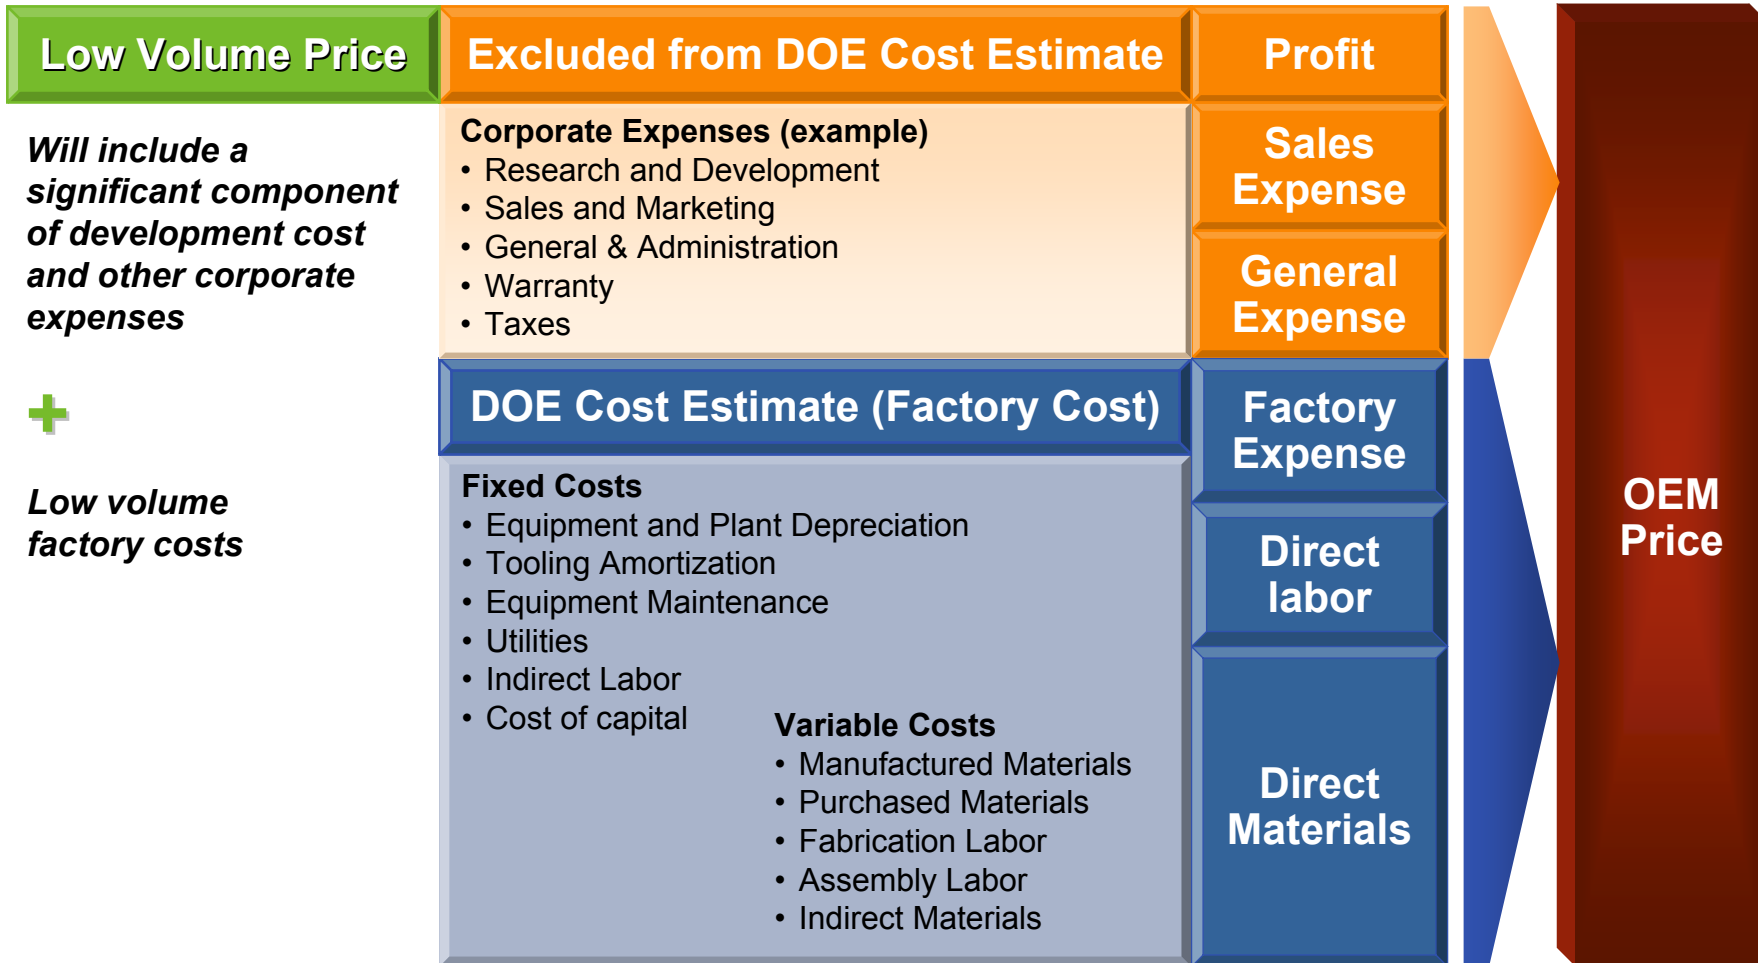 Low Volume Price
Will include a
significant component
of development cost
and other corporate
expenses
+
Low volume
factory costs
Excluded from DOE Cost Estimate
Corporate Expenses (example)
• Research and Development
• Sales and Marketing
• General & Administration
• Warranty
• Taxes
DOE Cost Estimate (Factory Cost)
Fixed Costs
• Equipment and Plant Depreciation
• Tooling Amortization
• Equipment Maintenance
• Utilities
• Indirect Labor
• Cost of capital
Variable Costs
• Manufactured Materials
• Purchased Materials
• Fabrication Labor
• Assembly Labor
• Indirect Materials
Profit
Sales
Expense
General
Expense
Factory
Expense
Direct
labor
Direct
Materials
OEM
Price